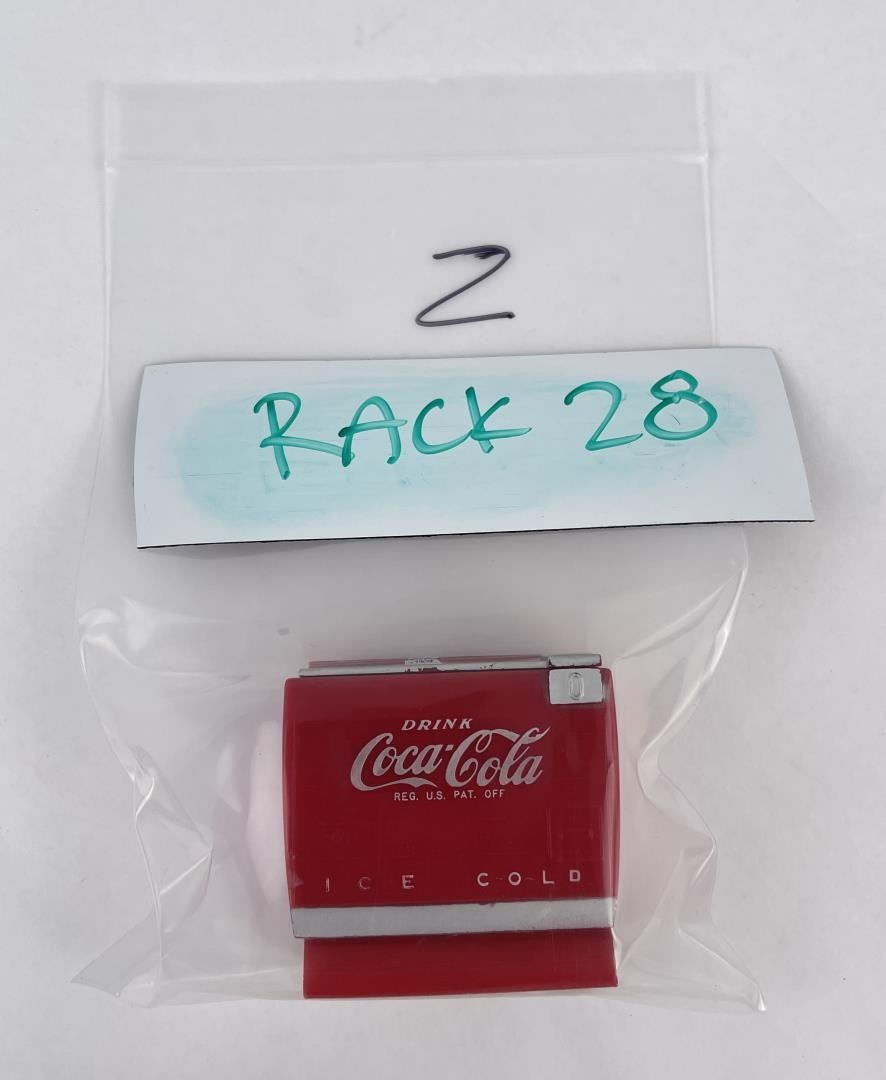 Z
RACK 28
DRINK
Coca-Cola
REG. U.S. PAT. OFF
ICE COLD